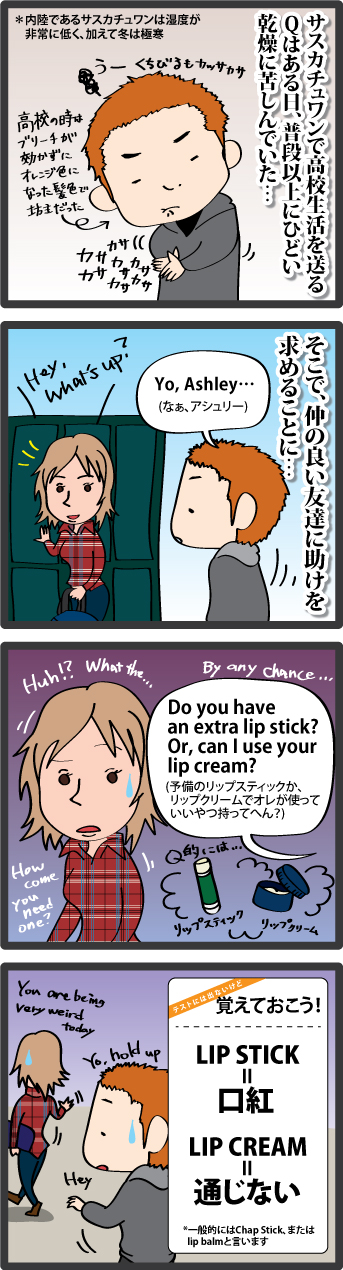 サスカチュワンで高校生活を送る
Qはある日、普段以上にひどい
乾燥に苦しんでいた…
＊内陸であるサスカチュワンは湿度が
非常に低く、加えて冬は極寒
うー
くちびるもカッサカサ
高校の時は
ブリーチが
効かずに
オレンジ色に
なった髪色で
坊主だった
カサ
カサカサ
カサカサカサ
カサカサ
そこで、仲の良い友達に助けを
求めることに…
Hey,
What's up?
Yo, Ashley…
(なぁ、アシュリー)
Huh!? What the...
By any chance...
Do you have
an extra lip stick?
Or, can I use your
lip cream?
(予備のリップスティックか、
リップクリームでオレが使って
いいやつ持ってへん?)
How
come
you
need
one?
Q的には...
リップスティック
リップクリーム
You are being
very weird
today
Yo, hold up
Hey
テストには出ないけど
覚えておこう!
LIP STICK
=
口紅
LIP CREAM
=
通じない
*一般的にはChap Stick、または
lip balmと言います